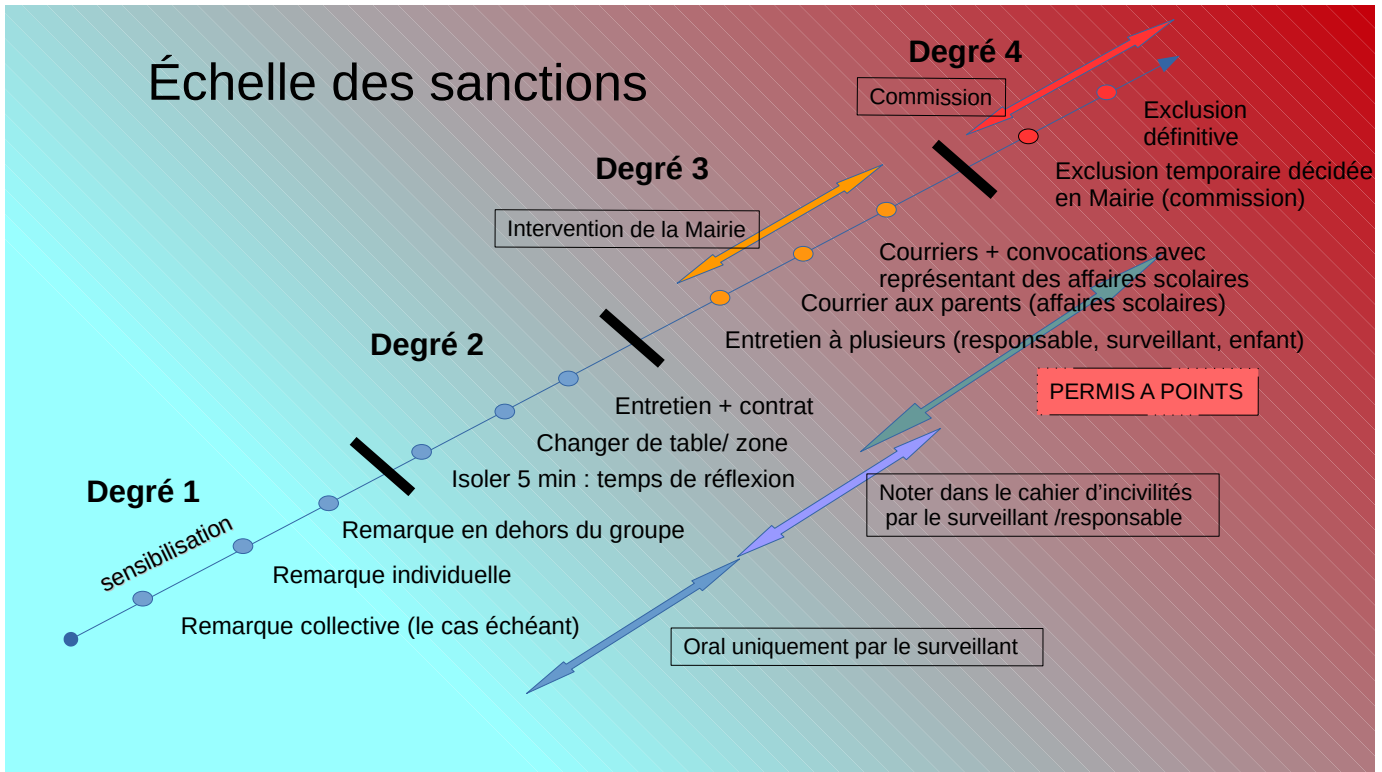 Échelle des sanctions
Degré 4
Commission
Exclusion
définitive
Exclusion temporaire décidée
en Mairie (commission)
Degré 3
Intervention de la Mairie
Courriers + convocations avec
représentant des affaires scolaires
Courrier aux parents (affaires scolaires)
Entretien à plusieurs (responsable, surveillant, enfant)
PERMIS A POINTS
Degré 2
Entretien + contrat
Changer de table/ zone
Isoler 5 min : temps de réflexion
Noter dans le cahier d’incivilités
par le surveillant /responsable
Degré 1
sensibilisation
Remarque en dehors du groupe
Remarque individuelle
Remarque collective (le cas échéant)
Oral uniquement par le surveillant